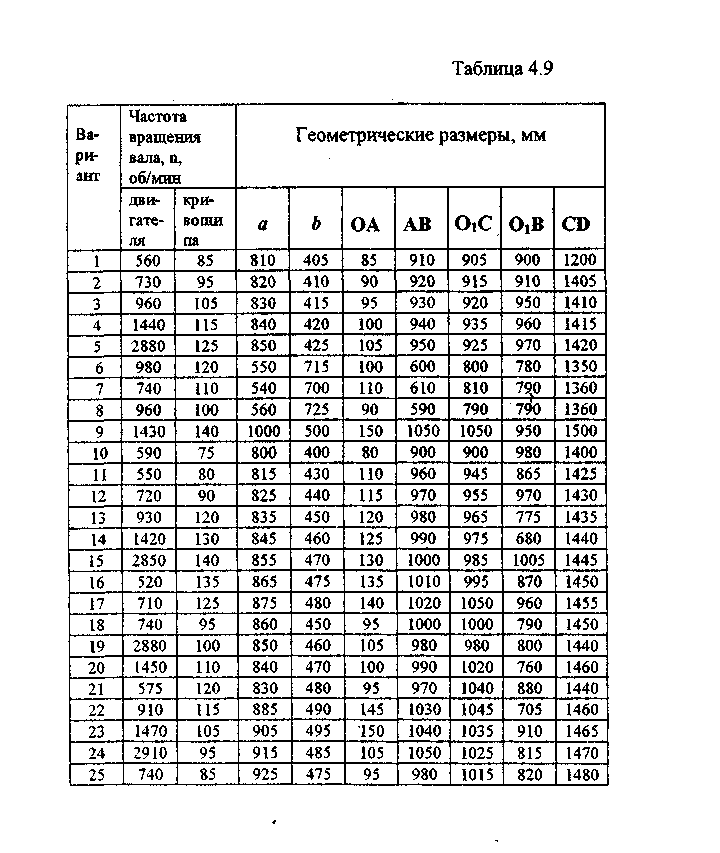 Таблица 4.9
Ва-
ри-
ант
Частота
вращения
вала, n,
об/мин
Геометрические размеры, мм
дви-
гате-
ля
кри-
воши
па
a b OA AB O₁C O₁B CD
1 560 85 810 405 85 910 905 900 1200
2 730 95 820 410 90 920 915 910 1405
3 960 105 830 415 95 930 920 950 1410
4 1440 115 840 420 100 940 935 960 1415
5 2880 125 850 425 105 950 925 970 1420
6 980 120 550 715 100 600 800 780 1350
7 740 110 540 700 110 610 810 790 1360
8 960 100 560 725 90 590 790 790 1360
9 1430 140 1000 500 150 1050 1050 950 1500
10 590 75 800 400 80 900 900 980 1400
11 550 80 815 430 110 960 945 865 1425
12 720 90 825 440 115 970 955 970 1430
13 930 120 835 450 120 980 965 775 1435
14 1420 130 845 460 125 990 975 680 1440
15 2850 140 855 470 130 1000 985 1005 1445
16 520 135 865 475 135 1010 995 870 1450
17 710 125 875 480 140 1020 1050 960 1455
18 740 95 860 450 95 1000 1000 790 1450
19 2880 100 850 460 105 980 980 800 1440
20 1450 110 840 470 100 990 1020 760 1460
21 575 120 830 480 95 970 1040 880 1440
22 910 115 885 490 145 1030 1045 705 1460
23 1470 105 905 495 150 1040 1035 910 1465
24 2910 95 915 485 105 1050 1025 815 1470
25 740 85 925 475 95 980 1015 820 1480